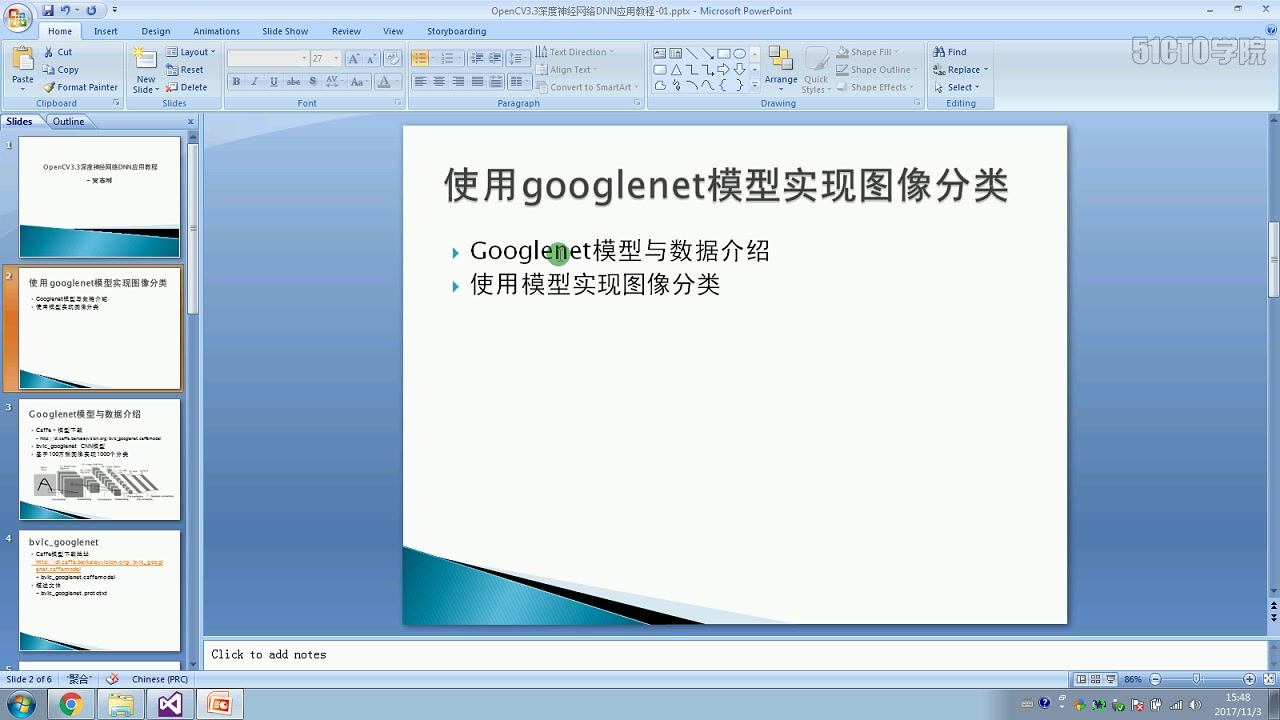 OpenCV3.3深度神经网络DNN应用教程-01.pptx - Microsoft PowerPoint
Home Insert Design Animations Slide Show Review View Storyboarding
51CTO学院
Paste
Cut
Copy
Format Painter
Clipboard
New Slide
Layout
Reset
Delete
Slides
27
B I U abc S AV Aa A
Font
Text Direction
Align Text
Convert to SmartArt
Paragraph
Arrange
Quick Styles
Shape Fill
Shape Outline
Shape Effects
Drawing
Find
Replace
Select
Editing
Slides Outline
1
OpenCV3.3深度神经网络DNN应用教程
2
使用googlenet模型实现图像分类
Googlenet模型与数据介绍
使用模型实现图像分类
3
Googlenet模型与数据介绍
Caffe - 模型下载
http://dl.caffe.berkeleyvision.org/bvlc_googlenet.caffemodel
bvlc_googlenet CNN模型
基于100万张图像实现1000个分类
4
bvlc_googlenet
Caffe模型下载地址
http://dl.caffe.berkeleyvision.org/bvlc_googl
enet.caffemodel
bvlc_googlenet.caffemodel
描述文件
bvlc_googlenet.prototxt
5
使用googlenet模型实现图像分类
Googlenet模型与数据介绍
使用模型实现图像分类
Click to add notes
Slide 2 of 6 "聚合" Chinese (PRC) 86%
15:48
2017/11/3